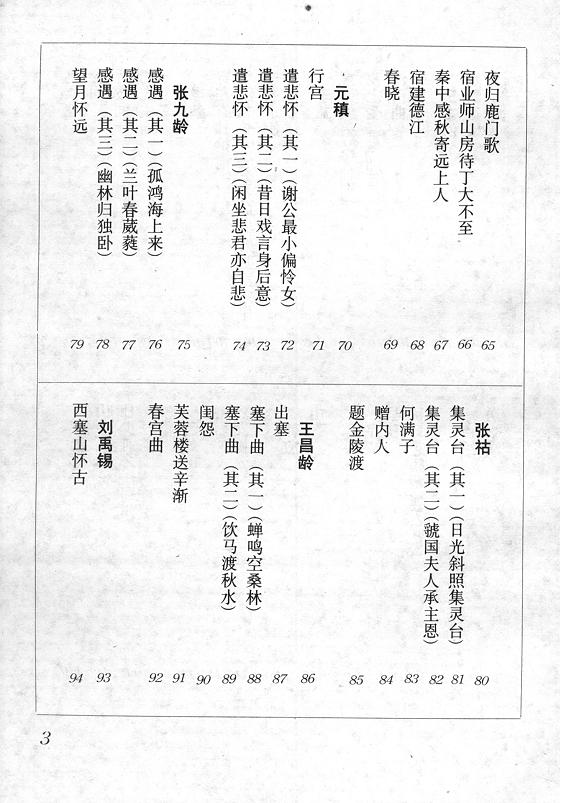 夜归鹿门歌 65
宿业师山房待丁大不至 66
秦中感秋寄远上人 67
宿建德江 68
春晓 69
元稹 70
行宫 71
遣悲怀（其一）（谢公最小偏怜女） 72
遣悲怀（其二）（昔日戏言身后意） 73
遣悲怀（其三）（闲坐悲君亦自悲） 74
张九龄 75
感遇（其一）（孤鸿海上来） 76
感遇（其二）（兰叶春葳蕤） 77
感遇（其三）（幽林归独卧） 78
望月怀远 79
张祜 80
集灵台（其一）（日光斜照集灵台） 81
集灵台（其二）（虢国夫人承主恩） 82
何满子 83
赠内人 84
题金陵渡 85
王昌龄 86
出塞 87
塞下曲（其一）（蝉鸣空桑林） 88
塞下曲（其二）（饮马渡秋水） 89
闺怨 90
芙蓉楼送辛渐 91
春宫曲 92
刘禹锡 93
西塞山怀古 94
3